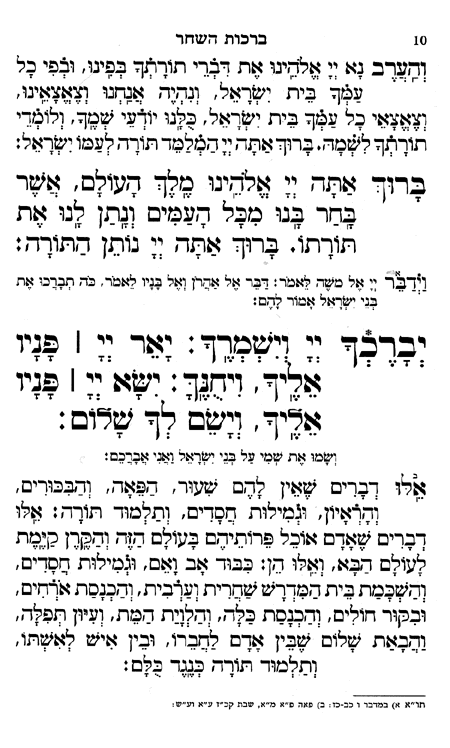 10 ברכות השחר
וְהַעֲרֶב נָא יְיָ אֱלֹהֵינוּ אֶת דִּבְרֵי תוֹרָתְךָ בְּפִינוּ, וּבְפִי כָל
עַמְּךָ בֵּית יִשְׂרָאֵל, וְנִהְיֶה אֲנַחְנוּ וְצֶאֱצָאֵינוּ,
וְצֶאֱצָאֵי כָל עַמְּךָ בֵּית יִשְׂרָאֵל, כֻּלָּנוּ יוֹדְעֵי שְׁמֶךָ, וְלוֹמְדֵי
תוֹרָתְךָ לִשְׁמָהּ. בָּרוּךְ אַתָּה יְיָ הַמְלַמֵּד תּוֹרָה לְעַמּוֹ יִשְׂרָאֵל:
בָּרוּךְ אַתָּה יְיָ אֱלֹהֵינוּ מֶלֶךְ הָעוֹלָם, אֲשֶׁר
בָּחַר בָּנוּ מִכָּל הָעַמִּים וְנָתַן לָנוּ אֶת
תּוֹרָתוֹ. בָּרוּךְ אַתָּה יְיָ נוֹתֵן הַתּוֹרָה:
וַיְדַבֵּר יְיָ אֶל מֹשֶׁה לֵּאמֹר: דַּבֵּר אֶל אַהֲרֹן וְאֶל בָּנָיו לֵאמֹר, כֹּה תְבָרְכוּ אֶת
בְּנֵי יִשְׂרָאֵל אָמוֹר לָהֶם:
יְבָרֶכְךָ* יְיָ וְיִשְׁמְרֶךָ: יָאֵר יְיָ | פָּנָיו
אֵלֶיךָ, וִיחֻנֶּךָּ: יִשָּׂא יְיָ | פָּנָיו
אֵלֶיךָ, וְיָשֵׂם לְךָ שָׁלוֹם:
וְשָׂמוּ אֶת שְׁמִי עַל בְּנֵי יִשְׂרָאֵל וַאֲנִי אֲבָרְכֵם:
אֵלּוּ דְבָרִים שֶׁאֵין לָהֶם שִׁעוּר, הַפֵּאָה, וְהַבִּכּוּרִים,
וְהָרֵאָיוֹן, וּגְמִילוּת חֲסָדִים, וְתַלְמוּד תּוֹרָה: אֵלּוּ
דְבָרִים שֶׁאָדָם אוֹכֵל פֵּרוֹתֵיהֶם בָּעוֹלָם הַזֶּה וְהַקֶּרֶן קַיֶּמֶת
לָעוֹלָם הַבָּא, וְאֵלּוּ הֵן: כִּבּוּד אָב וָאֵם, וּגְמִילוּת חֲסָדִים,
וְהַשְׁכָּמַת בֵּית הַמִּדְרָשׁ שַׁחֲרִית וְעַרְבִית, וְהַכְנָסַת אֹרְחִים,
וּבִקּוּר חוֹלִים, וְהַכְנָסַת כַּלָּה, וְהַלְוָיַת הַמֵּת, וְעִיּוּן תְּפִלָּה,
וַהֲבָאַת שָׁלוֹם שֶׁבֵּין אָדָם לַחֲבֵרוֹ, וּבֵין אִישׁ לְאִשְׁתּוֹ,
וְתַלְמוּד תּוֹרָה כְּנֶגֶד כֻּלָּם:
תו״א א) במדבר ו כב-כז: ב) פאה פ״א מ״א, שבת קכ״ז ע״א וע״ש: